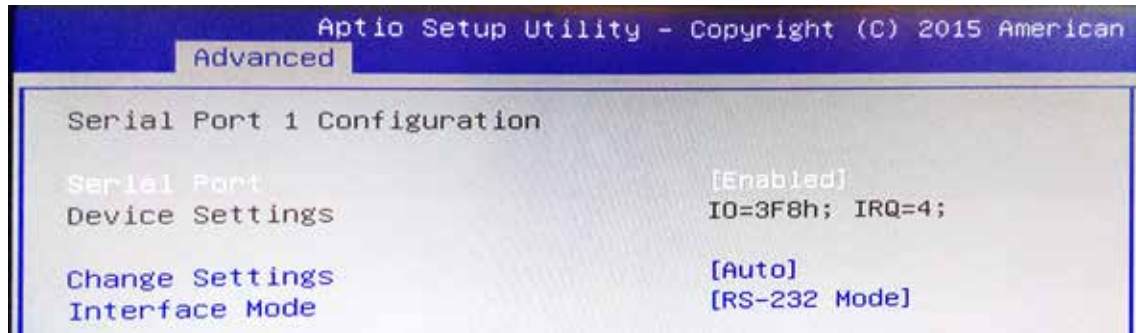 Aptio Setup Utility – Copyright (C) 2015 American
Advanced
Serial Port 1 Configuration
Serial Port [Enabled]
Device Settings IO=3F8h; IRQ=4;
Change Settings [Auto]
Interface Mode [RS-232 Mode]